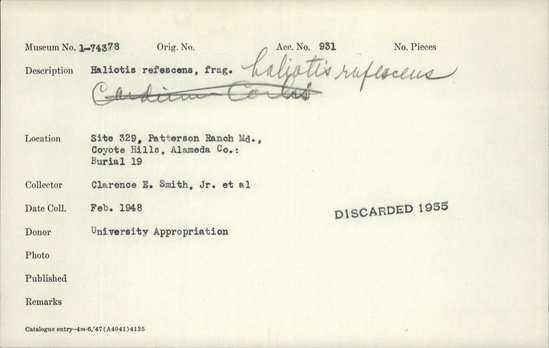 Museum No. 1-74378 Orig. No. Acc. No. 931 No. Pieces
Description Haliotis refescens, frag. haliotis rufescens
Cardium Corbis
Location Site 329, Patterson Ranch Md.,
Coyote Hills, Alameda Co.:
Burial 19
Collector Clarence E. Smith, Jr. et al
Date Coll. Feb. 1948
DISCARDED 1955
Donor University Appropriation
Photo
Published
Remarks
Catalogue entry—4m-6,'47(A4041)4135